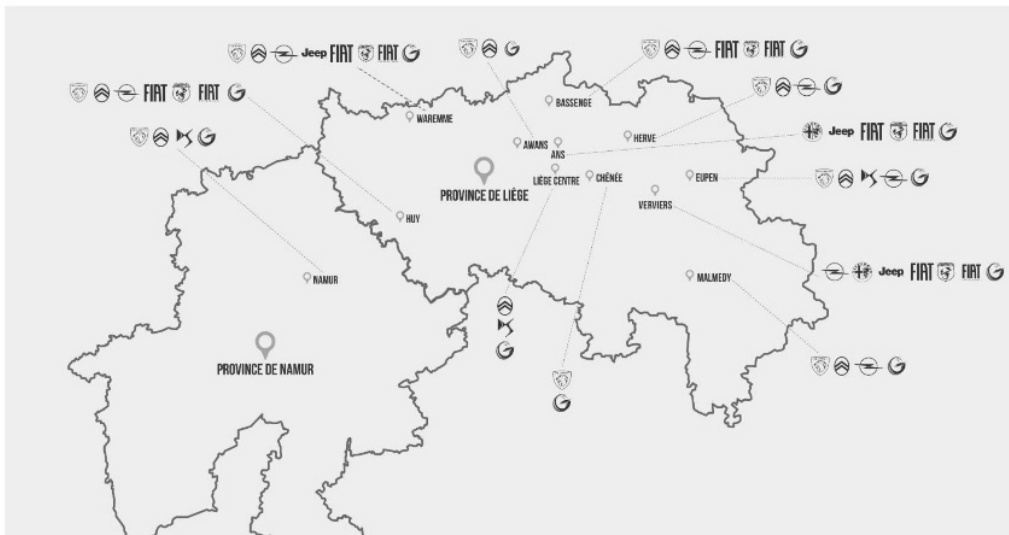 Jeep FIAT FIAT
FIAT FIAT
FIAT FIAT
WAREMME
BASSENGE
HERVE
Jeep FIAT FIAT
AWANS
ANS
LIÈGE CENTRE
CHÊNÉE
EUPEN
PROVINCE DE LIÈGE
VERVIERS
HUY
NAMUR
MALMEDY
Jeep FIAT FIAT
DS
PROVINCE DE NAMUR